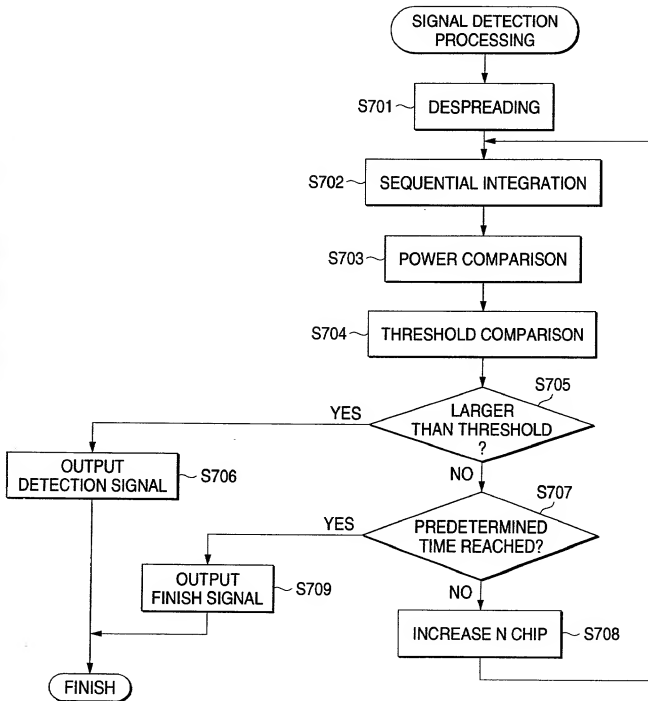 SIGNAL DETECTION
PROCESSING
S701
DESPREADING
S702
SEQUENTIAL INTEGRATION
S703
POWER COMPARISON
S704
THRESHOLD COMPARISON
S705
YES
LARGER
THAN THRESHOLD
?
OUTPUT
DETECTION SIGNAL
S706
NO
S707
YES
PREDETERMINED
TIME REACHED?
OUTPUT
FINISH SIGNAL
S709
NO
INCREASE N CHIP
S708
FINISH